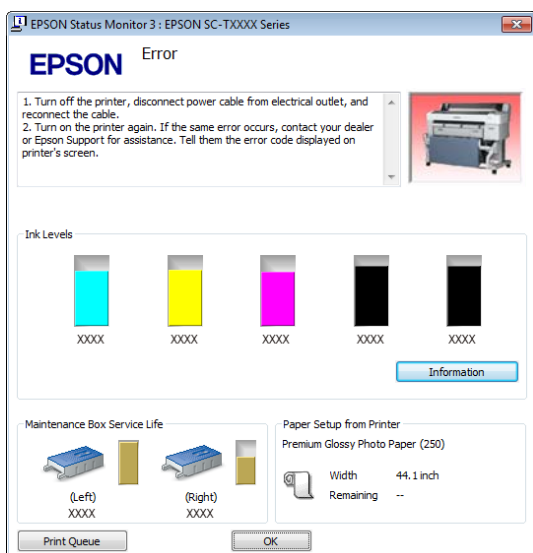 EPSON Status Monitor 3 : EPSON SC-TXXXX Series
EPSON
Error
1. Turn off the printer, disconnect power cable from electrical outlet, and
reconnect the cable.
2. Turn on the printer again. If the same error occurs, contact your dealer
or Epson Support for assistance. Tell them the error code displayed on
printer's screen.
Ink Levels
XXXX XXXX XXXX XXXX XXXX
Information
Maintenance Box Service Life
(Left) (Right)
XXXX XXXX
Paper Setup from Printer
Premium Glossy Photo Paper (250)
Width 44.1 inch
Remaining --
Print Queue
OK